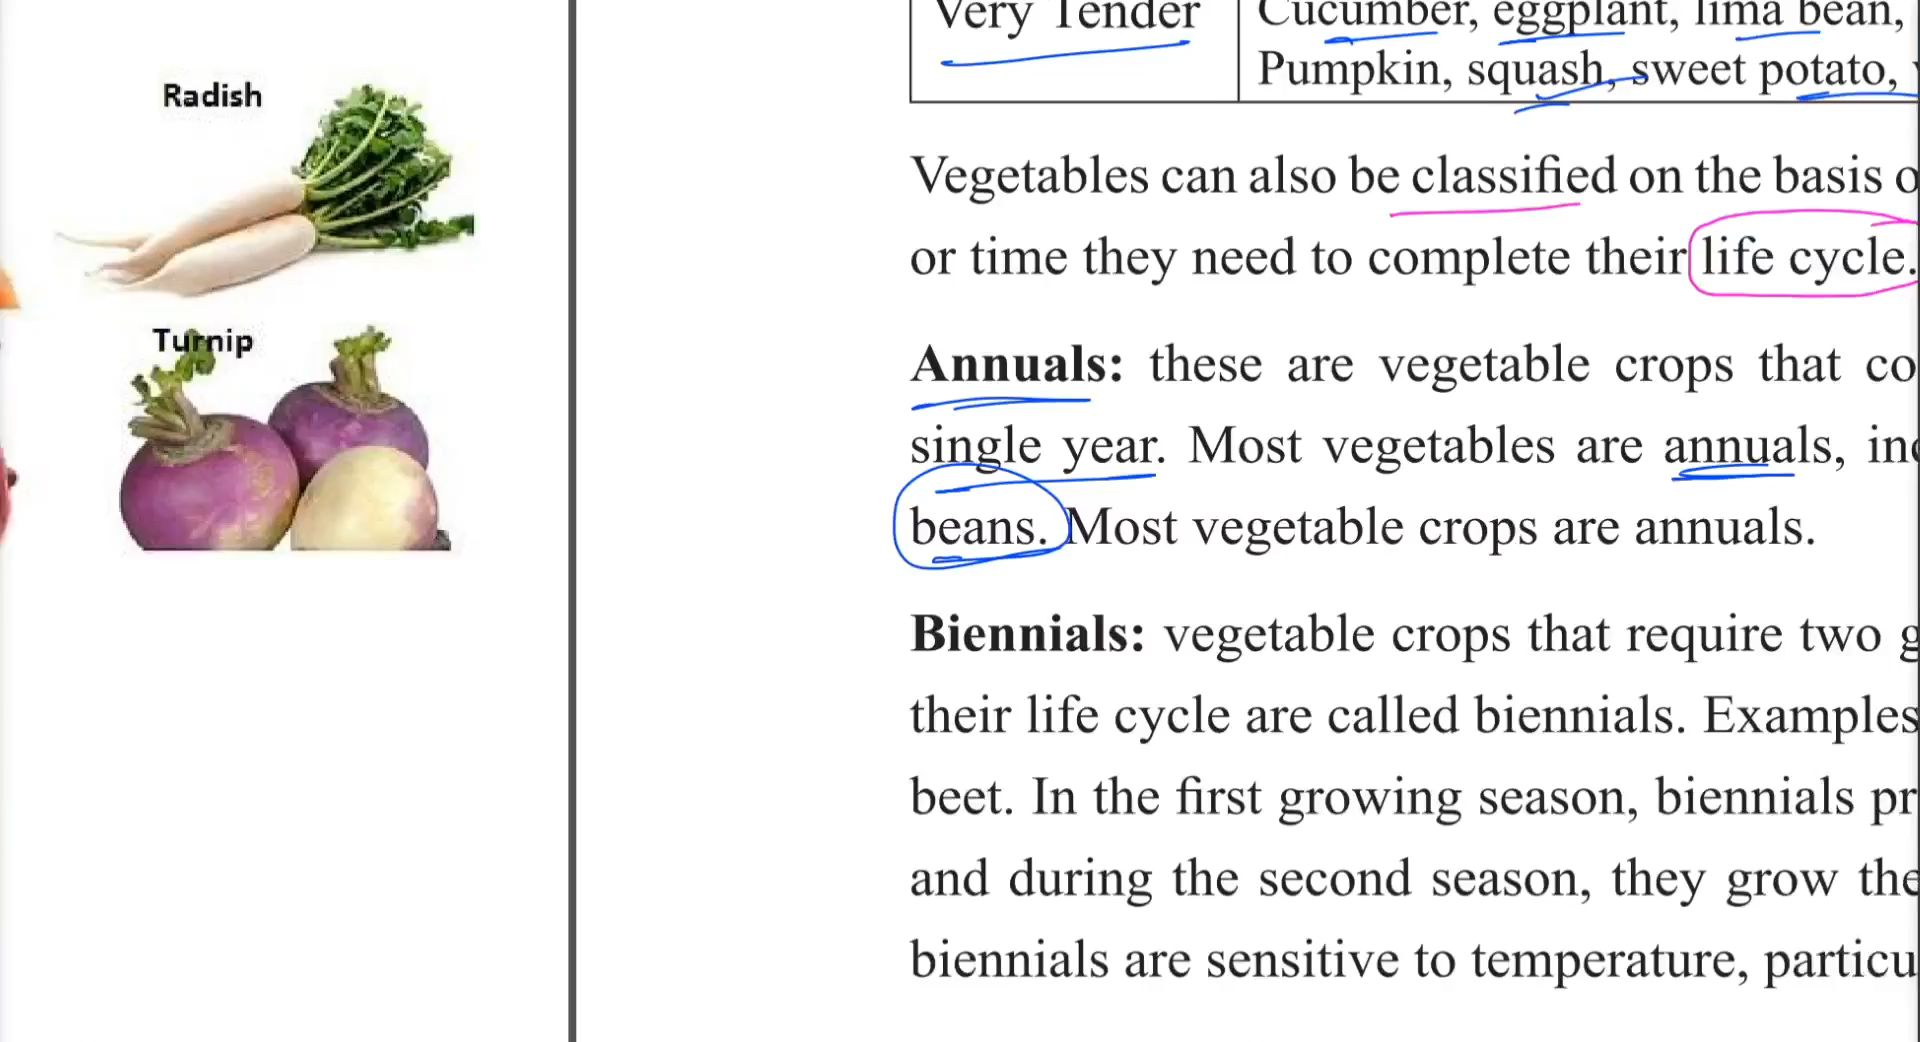 Radish
Turnip
Very Tender
Cucumber, eggplant, lima bean,
Pumpkin, squash, sweet potato,
Vegetables can also be classified on the basis
or time they need to complete their life cycle.
Annuals: these are vegetable crops that
single year. Most vegetables are annuals,
beans. Most vegetable crops are annuals.
Biennials: vegetable crops that require two
their life cycle are called biennials. Examples
beet. In the first growing season, biennials
and during the second season, they grow
biennials are sensitive to temperature,